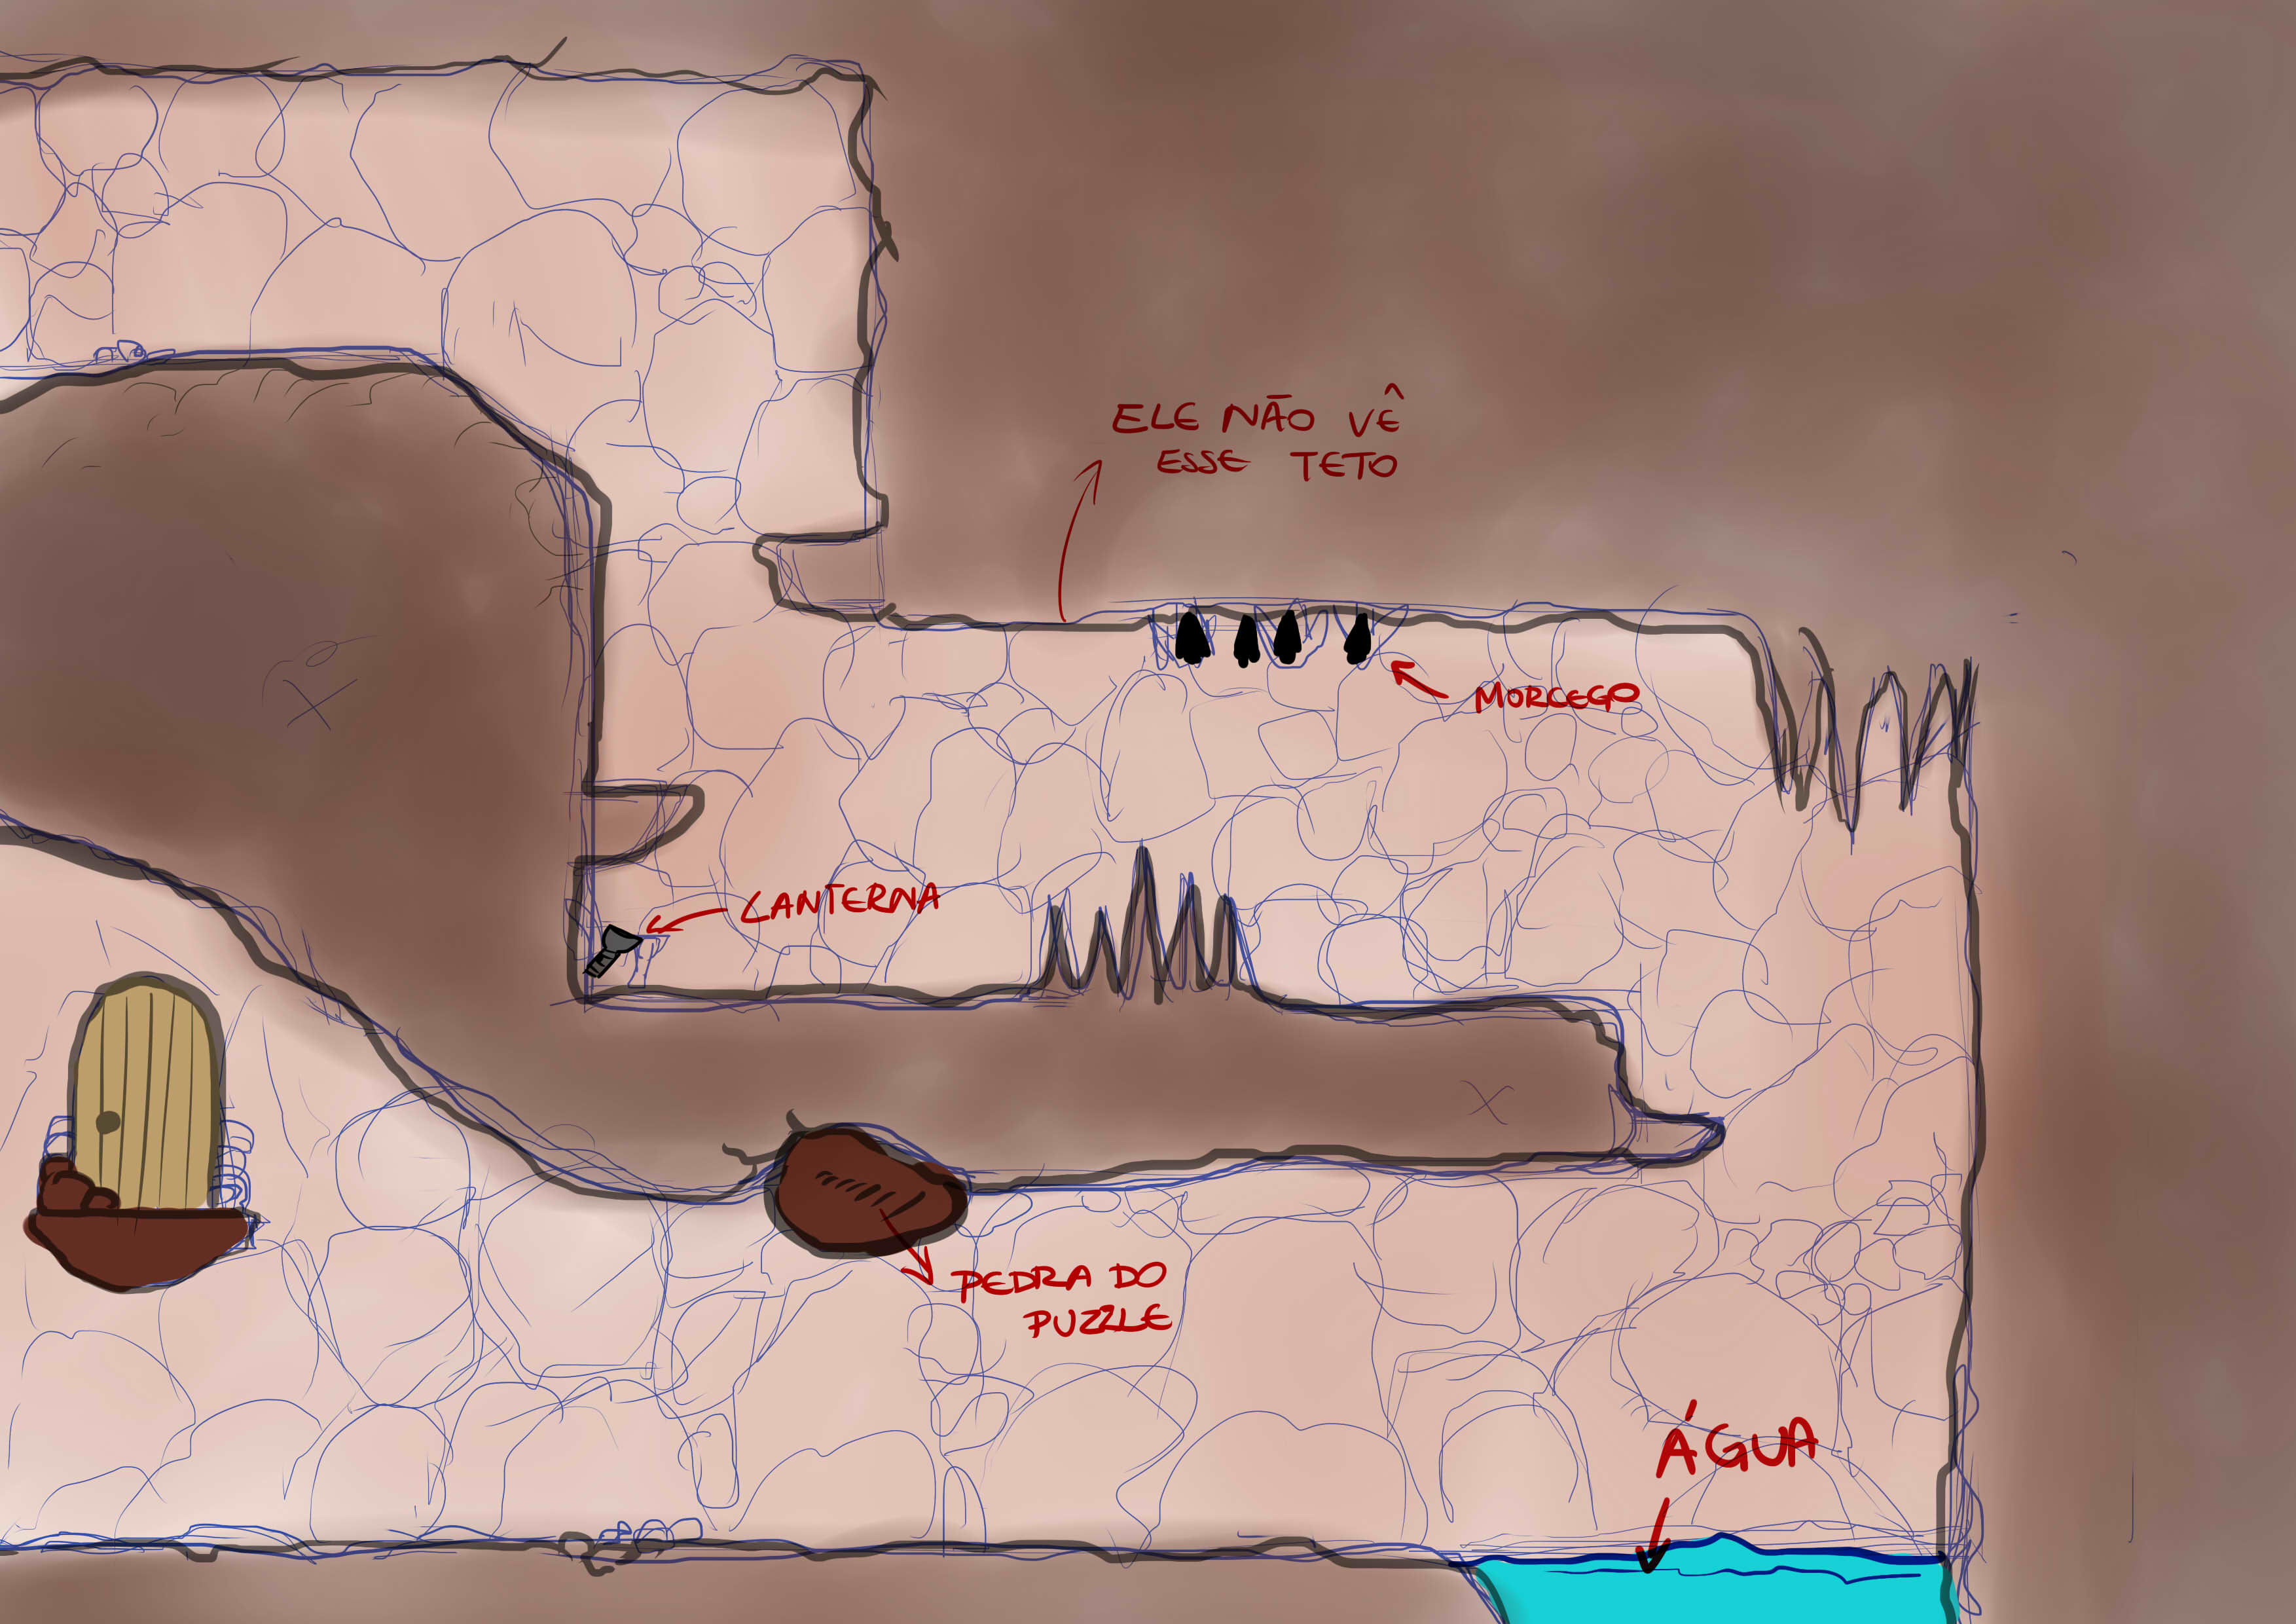 ELE NÃO VÊ
ESSE TETO
MORCEGO
LANTERNA
PEDRA DO
PUZZLE
ÁGUA